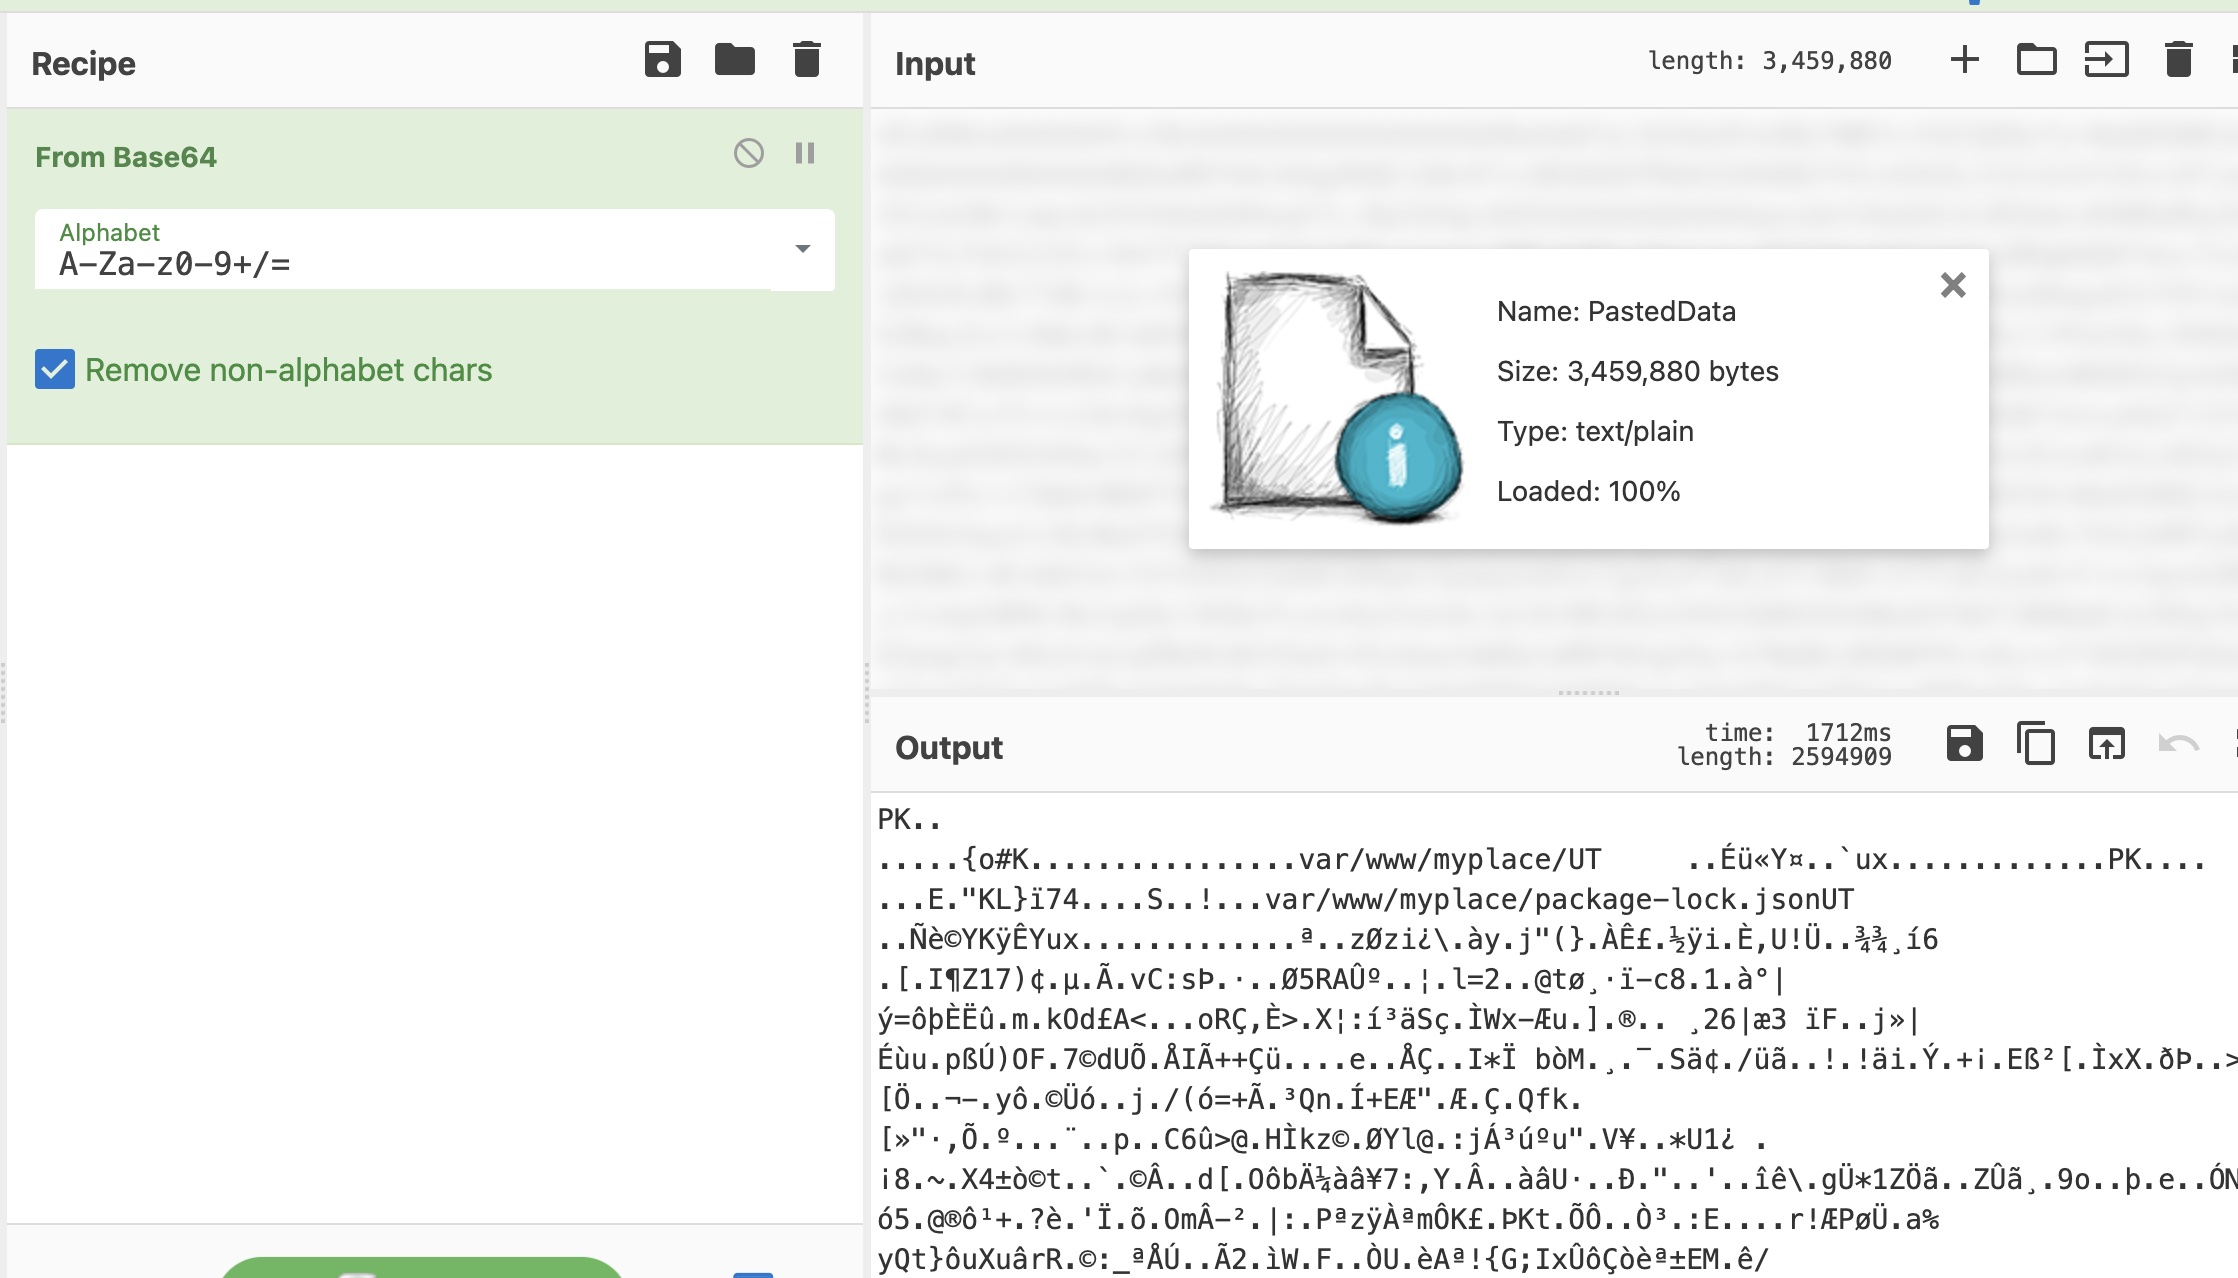 Recipe
From Base64
Alphabet
A-Za-z0-9+/=
Remove non-alphabet chars
Input
length: 3,459,880
Name: PastedData
Size: 3,459,880 bytes
Type: text/plain
Loaded: 100%
Output
time: 1712ms
length: 2594909
PK..
.....{o#K................var/www/myplace/UT ..Éü«Y¤..`ux.............PK....
...E."KL}ï74....S..!...var/www/myplace/package-lock.jsonUT
..Ñè©YKÿÊYux.............ª..zØzi¿\.ày.j"(}.ÀÊ£.½ÿi.È,U!Ü..¾¾¸í6
.[.I¶Z17)¢.µ.Ã.vC:sÞ.·..Ø5RAÛº..¦.l=2..@tø¸·ï-c8.1.à°|
ý=ôþÈËû.m.kOd£A<...oRÇ,È>.X¦:í³äSç.ÌWx-Æu.].®.. ¸26|æ3 ïF..j»|
Éùu.pßÚ)OF.7©dUÕ.ÅIÃ++Çü....e..ÅÇ..I*Ï bòM.¸.¯.Sä¢./üã..!.!äi.Ý.+¡.Eß²[.ÌxX.ðÞ..>
[Ö..¬-.yô.©Üó..j./(ó=+Ã.³Qn.Í+EÆ".Æ.Ç.Qfk.
[»"·,Õ.º...¨..p..C6û>@.HÌkz©.ØYl@.:jÁ³úºu".V¥..*U1¿ .
¡8.~.X4±ò©t..`.©Â..d[.OôbÄ¼àâ¥7:,Y.Â..àâU·..Ð."..'..îê\.gÜ*1ZÖã..ZÛã¸.9o..þ.e..ÓN
ó5.@®ô¹+.?è.'Ï.õ.OmÂ-².|:.PªzÿÀªmÔK£.ÞKt.ÕÔ..Ò³.:E....r!ÆPøÜ.a%
yQt}ôuXuârR.©:_ªÅÚ..Ã2.ìW.F..ÒU.èAª!{G;IxÛôÇòèª±EM.ê/